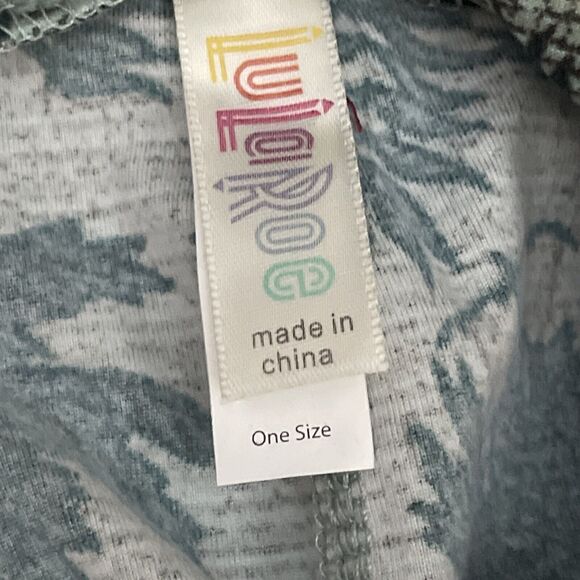 LuLaRoe
made in
china
One Size